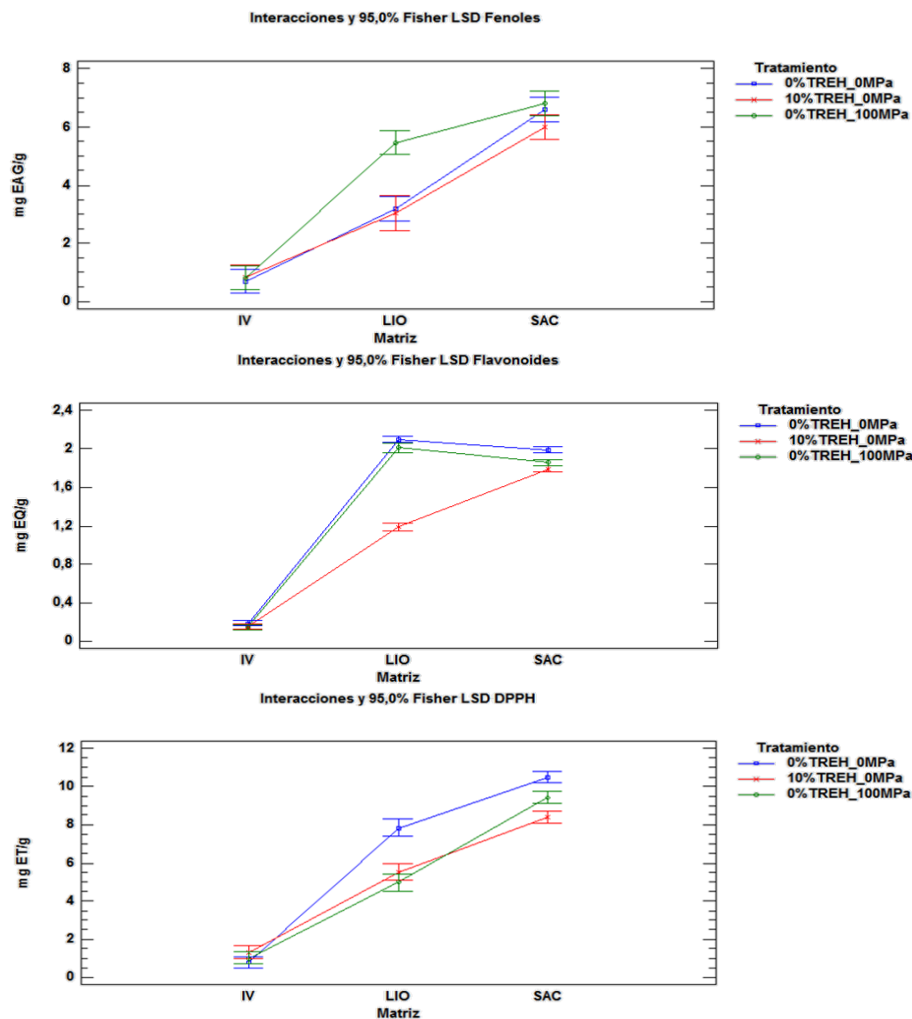 Interacciones y 95,0% Fisher LSD Fenoles
Tratamiento
0%TREH_0MPa
10%TREH_0MPa
0%TREH_100MPa
mg EAG/g
8
6
4
2
0
IV LIO SAC
Matriz
Interacciones y 95,0% Fisher LSD Flavonoides
Tratamiento
0%TREH_0MPa
10%TREH_0MPa
0%TREH_100MPa
mg EQ/g
2,4
2
1,6
1,2
0,8
0,4
0
IV LIO SAC
Matriz
Interacciones y 95,0% Fisher LSD DPPH
Tratamiento
0%TREH_0MPa
10%TREH_0MPa
0%TREH_100MPa
mg ET/g
12
10
8
6
4
2
0
IV LIO SAC
Matriz